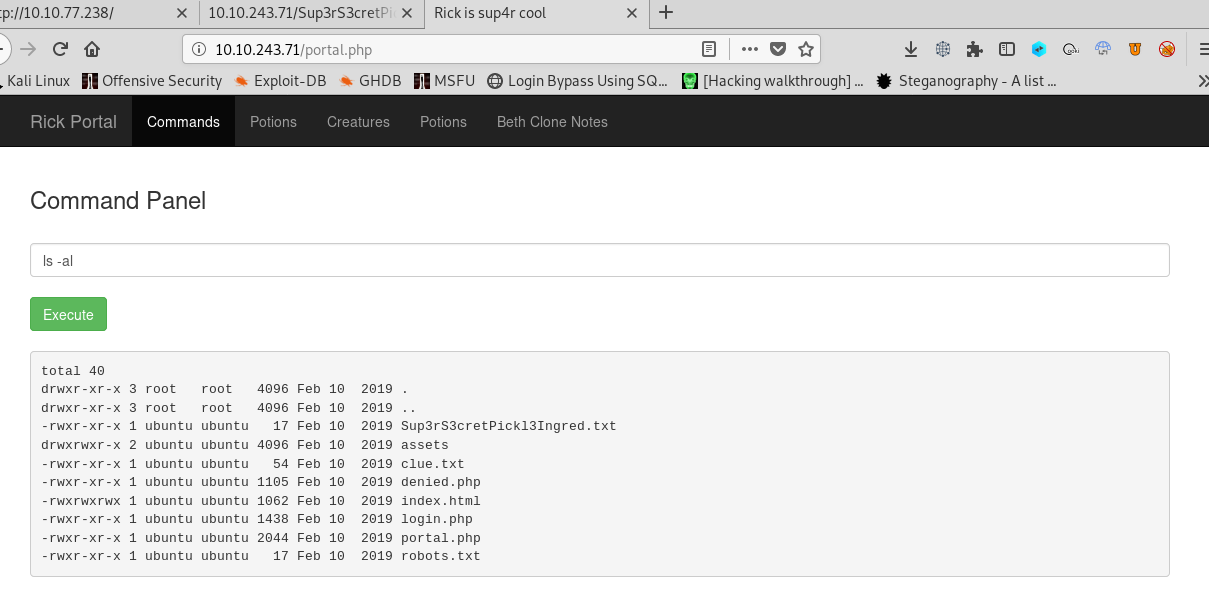 tp://10.10.77.238/ 10.10.243.71/Sup3rS3cretPi Rick is sup4r cool
10.10.243.71/portal.php
Kali Linux Offensive Security Exploit-DB GHDB MSFU Login Bypass Using SQ... [Hacking walkthrough] ... Steganography - A list ...
Rick Portal Commands Potions Creatures Potions Beth Clone Notes
Command Panel
ls -al
Execute
total 40
drwxr-xr-x 3 root   root   4096 Feb 10  2019 .
drwxr-xr-x 3 root   root   4096 Feb 10  2019 ..
-rwxr-xr-x 1 ubuntu ubuntu   17 Feb 10  2019 Sup3rS3cretPickl3Ingred.txt
drwxrwxr-x 2 ubuntu ubuntu 4096 Feb 10  2019 assets
-rwxr-xr-x 1 ubuntu ubuntu   54 Feb 10  2019 clue.txt
-rwxr-xr-x 1 ubuntu ubuntu 1105 Feb 10  2019 denied.php
-rwxrwxrwx 1 ubuntu ubuntu 1062 Feb 10  2019 index.html
-rwxr-xr-x 1 ubuntu ubuntu 1438 Feb 10  2019 login.php
-rwxr-xr-x 1 ubuntu ubuntu 2044 Feb 10  2019 portal.php
-rwxr-xr-x 1 ubuntu ubuntu   17 Feb 10  2019 robots.txt